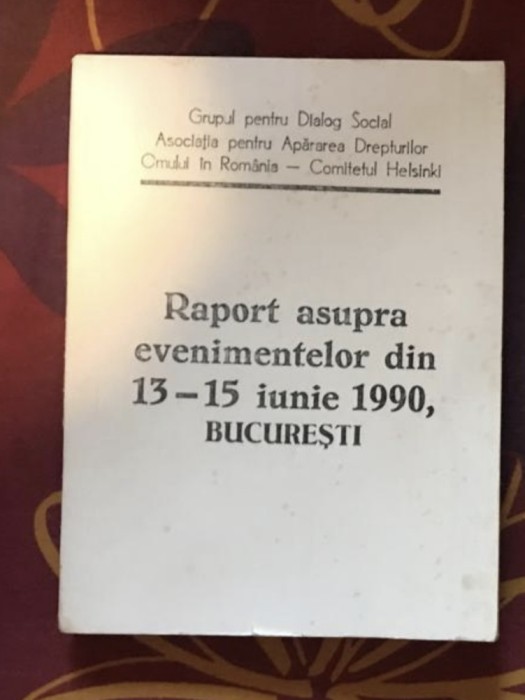 Grupul pentru Dialog Social
Asociația pentru Apărarea Drepturilor
Omului în România — Comitetul Helsinki
Raport asupra
evenimentelor din
13–15 iunie 1990,
BUCUREȘTI